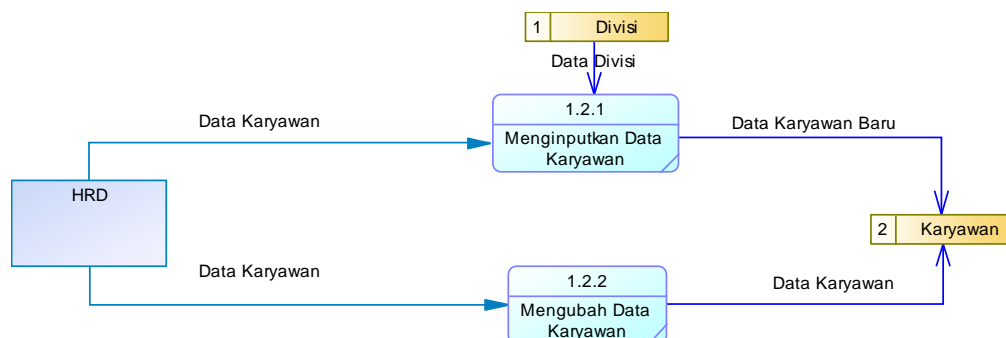 1 Divisi
Data Divisi
1.2.1
Menginputkan Data
Karyawan
Data Karyawan
Data Karyawan Baru
HRD
2 Karyawan
Data Karyawan
1.2.2
Mengubah Data
Karyawan
Data Karyawan